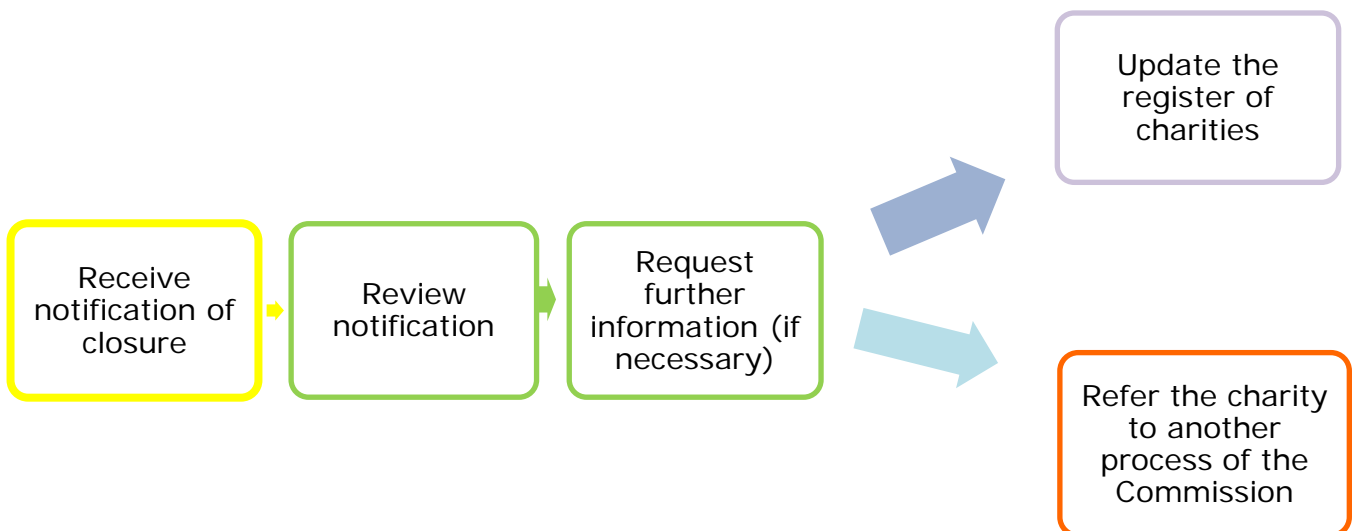 Receive
notification of
closure
Review
notification
Request
further
information (if
necessary)
Update the
register of
charities
Refer the charity
to another
process of the
Commission